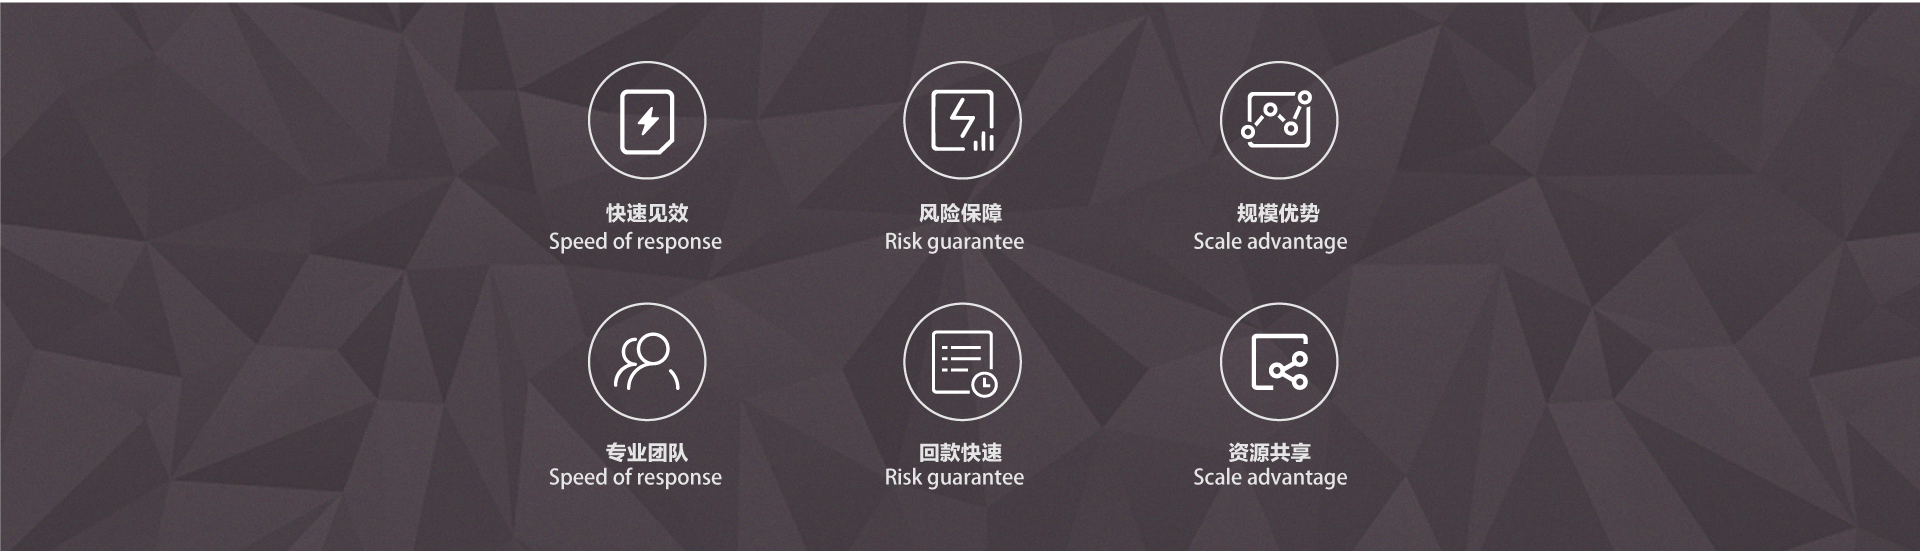 快速见效
Speed of response
风险保障
Risk guarantee
规模优势
Scale advantage
专业团队
Speed of response
回款快速
Risk guarantee
资源共享
Scale advantage